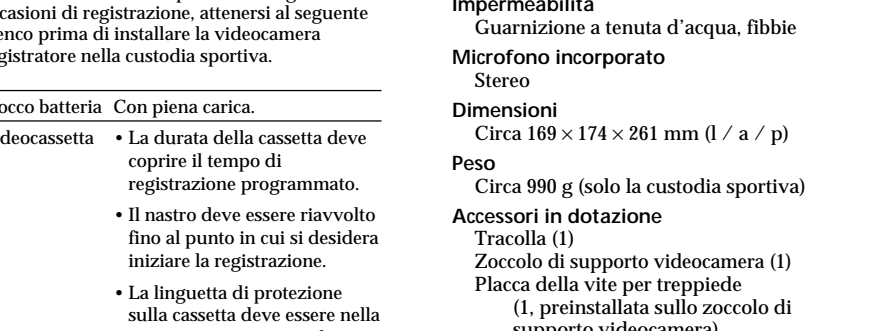 casioni di registrazione, attenersi al seguente
enco prima di installare la videocamera
gistratore nella custodia sportiva.
occo batteria Con piena carica.
deocassetta • La durata della cassetta deve
coprire il tempo di
registrazione programmato.
• Il nastro deve essere riavvolto
fino al punto in cui si desidera
iniziare la registrazione.
• La linguetta di protezione
sulla cassetta deve essere nella
Impermeabilità
Guarnizione a tenuta d'acqua, fibbie
Microfono incorporato
Stereo
Dimensioni
Circa 169 × 174 × 261 mm (l / a / p)
Peso
Circa 990 g (solo la custodia sportiva)
Accessori in dotazione
Tracolla (1)
Zoccolo di supporto videocamera (1)
Placca della vite per treppiede
(1, preinstallata sullo zoccolo di
supporto videocamera)